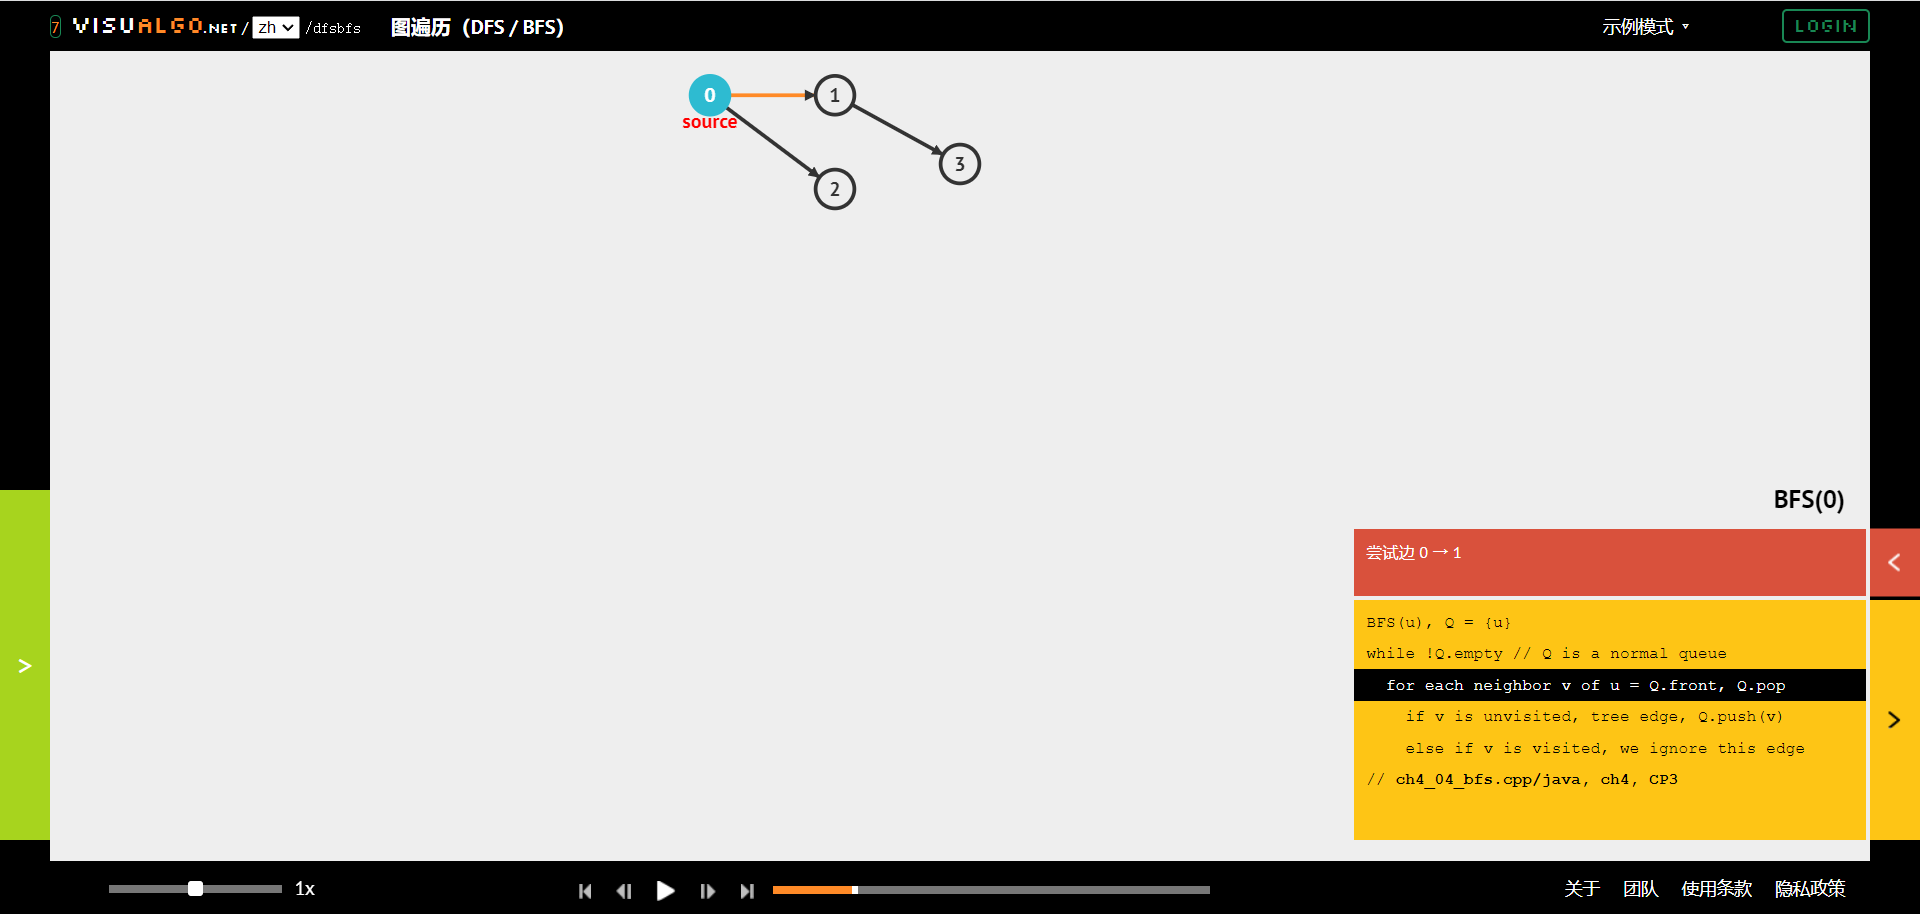 7 VISUALGO.NET / zh /dfsbfs 图遍历（DFS / BFS） 示例模式 ▾ LOGIN
0 1
source
3
2
BFS(0)
尝试边 0 → 1
<
BFS(u), Q = {u}
while !Q.empty // Q is a normal queue
for each neighbor v of u = Q.front, Q.pop
if v is unvisited, tree edge, Q.push(v)
else if v is visited, we ignore this edge
// ch4_04_bfs.cpp/java, ch4, CP3
>
>
1x
关于 团队 使用条款 隐私政策